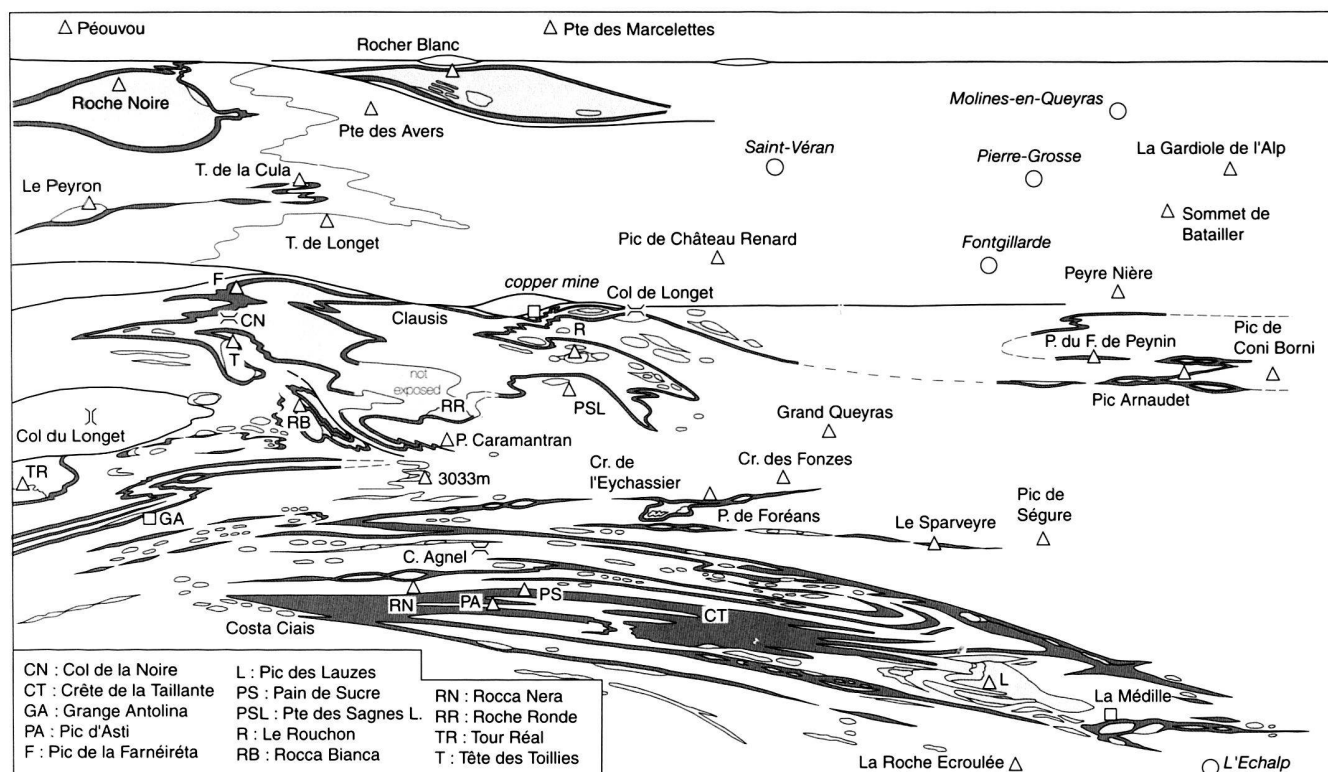 Péouvou
Pte des Marcelettes
Rocher Blanc
Roche Noire
Pte des Avers
Molines-en-Queyras
Saint-Véran
Pierre-Grosse
La Gardiole de l'Alp
T. de la Cula
Le Peyron
T. de Longet
Sommet de
Batailler
Pic de Château Renard
Fontgillarde
Peyre Nière
F
copper mine
Col de Longet
CN
Clausis
R
T
P. du F. de Peynin
Pic de
Coni Borni
not
exposed
RR
PSL
Pic Arnaudet
RB
Col du Longet
P. Caramantran
Grand Queyras
TR
3033m
Cr. de
l'Eychassier
Cr. des Fonzes
GA
P. de Foréans
Le Sparveyre
Pic de
Ségure
C. Agnel
RN
PA
PS
CT
Costa Ciais
L
La Médille
La Roche Ecroulée
L'Echalp
CN : Col de la Noire
CT : Crête de la Taillante
GA : Grange Antolina
PA : Pic d'Asti
F : Pic de la Farnéiréta
L : Pic des Lauzes
PS : Pain de Sucre
PSL : Pte des Sagnes L.
R : Le Rouchon
RB : Rocca Bianca
RN : Rocca Nera
RR : Roche Ronde
TR : Tour Réal
T : Tête des Toillies